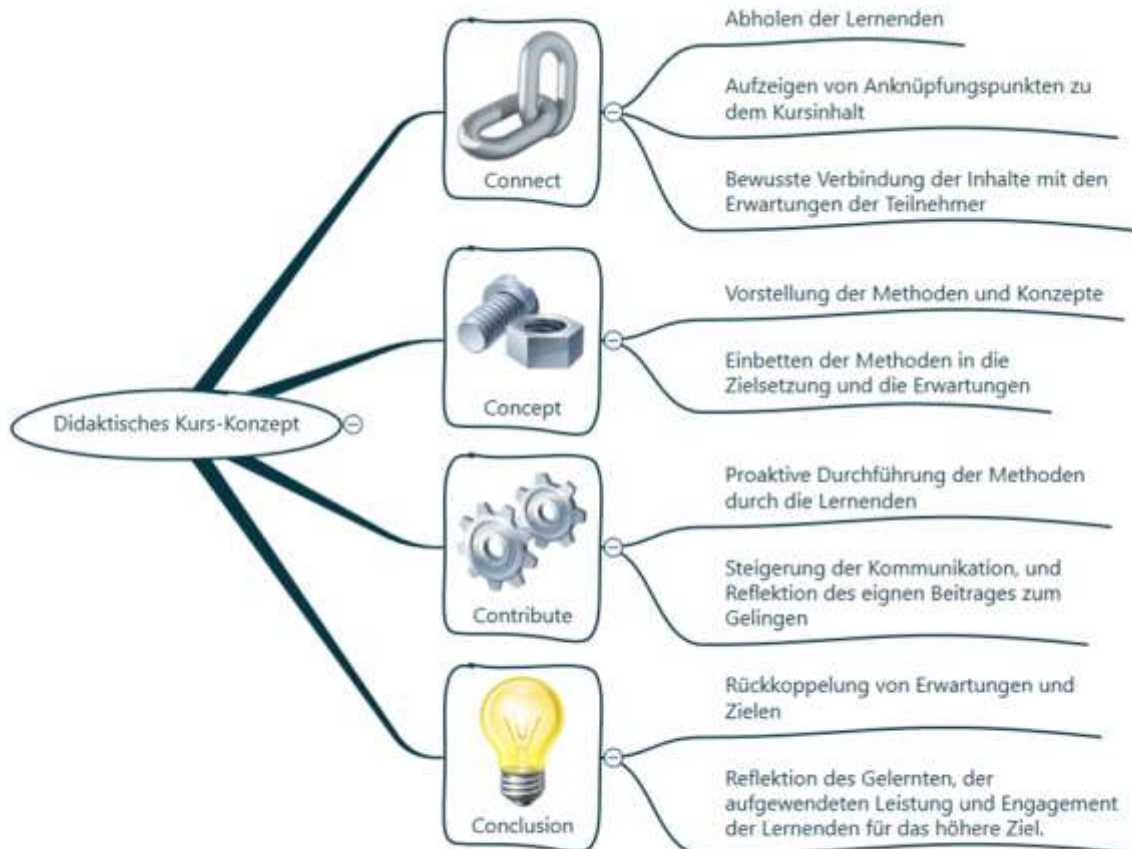 Didaktisches Kurs-Konzept
Connect
Abholen der Lernenden
Aufzeigen von Anknüpfungspunkten zu
dem Kursinhalt
Bewusste Verbindung der Inhalte mit den
Erwartungen der Teilnehmer
Concept
Vorstellung der Methoden und Konzepte
Einbetten der Methoden in die
Zielsetzung und die Erwartungen
Contribute
Proaktive Durchführung der Methoden
durch die Lernenden
Steigerung der Kommunikation, und
Reflektion des eignen Beitrages zum
Gelingen
Conclusion
Rückkoppelung von Erwartungen und
Zielen
Reflektion des Gelernten, der
aufgewendeten Leistung und Engagement
der Lernenden für das höhere Ziel.